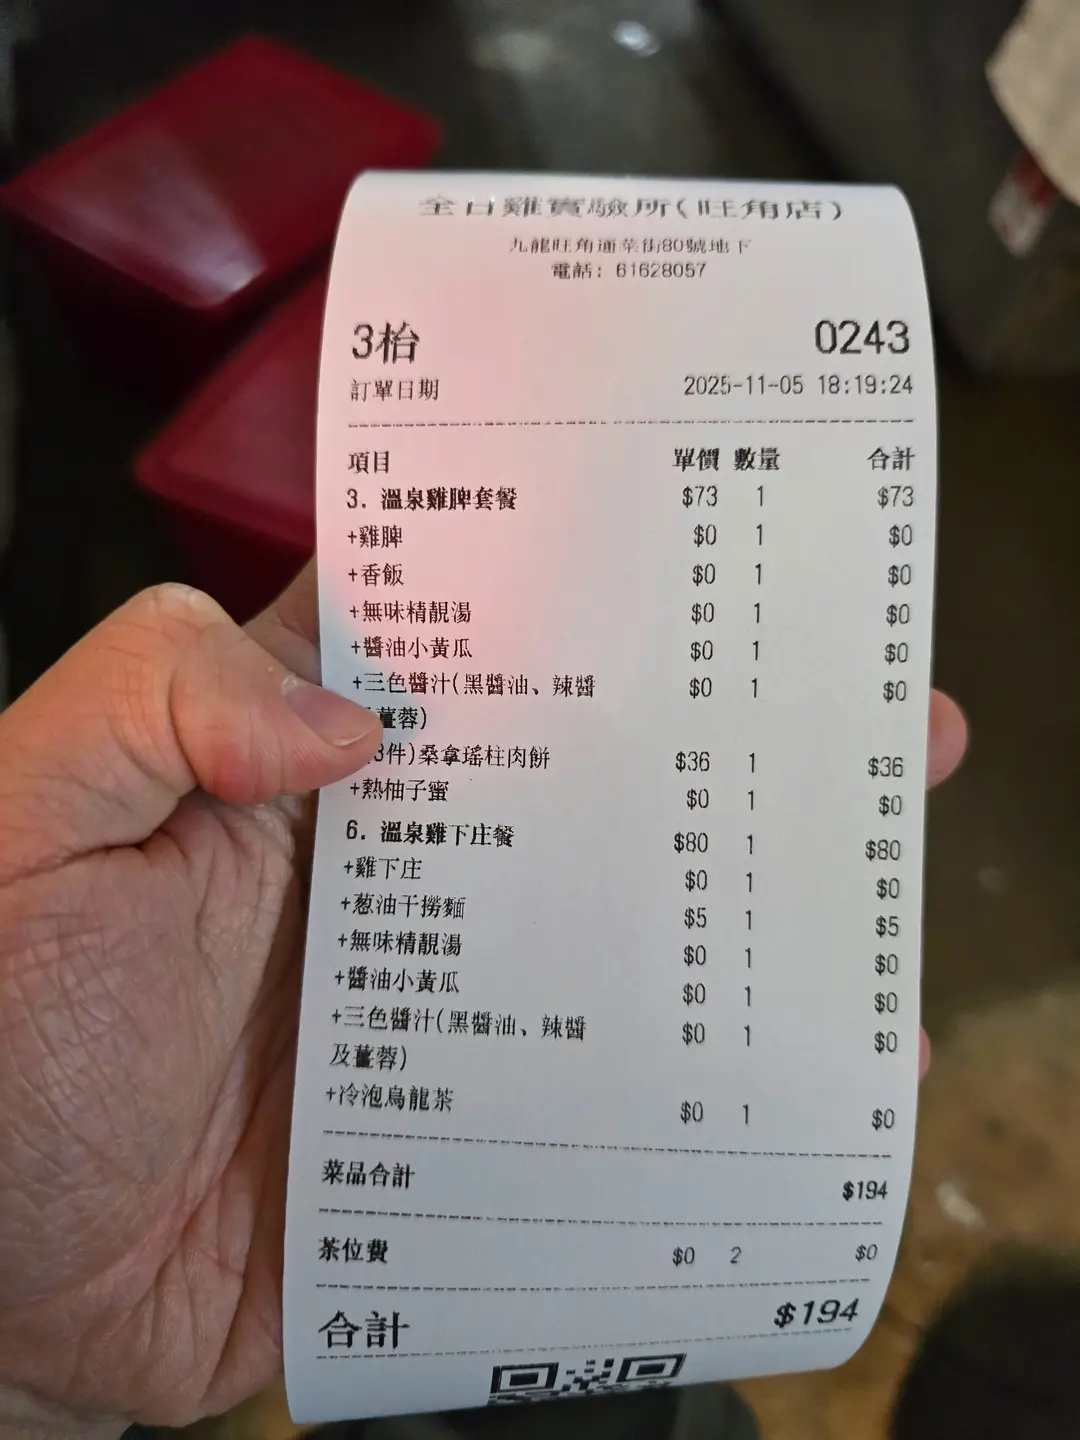 全日雞實驗所(旺角店)
九龍旺角通菜街80號地下
電話: 61628057
3枱 0243
訂單日期 2025-11-05 18:19:24
項目 單價 數量 合計
3. 溫泉雞脾套餐 $73 1 $73
+雞脾 $0 1 $0
+香飯 $0 1 $0
+無味精靚湯 $0 1 $0
+醬油小黃瓜 $0 1 $0
+三色醬汁(黑醬油、辣醬 $0 1 $0
薑蓉)
3件)桑拿瑤柱肉餅 $36 1 $36
+熱柚子蜜 $0 1 $0
6. 溫泉雞下庄餐 $80 1 $80
+雞下庄 $0 1 $0
+葱油干撈麵 $5 1 $5
+無味精靚湯 $0 1 $0
+醬油小黃瓜 $0 1 $0
+三色醬汁(黑醬油、辣醬 $0 1 $0
及薑蓉)
+冷泡烏龍茶 $0 1 $0
菜品合計 $194
茶位費 $0 2 $0
合計 $194